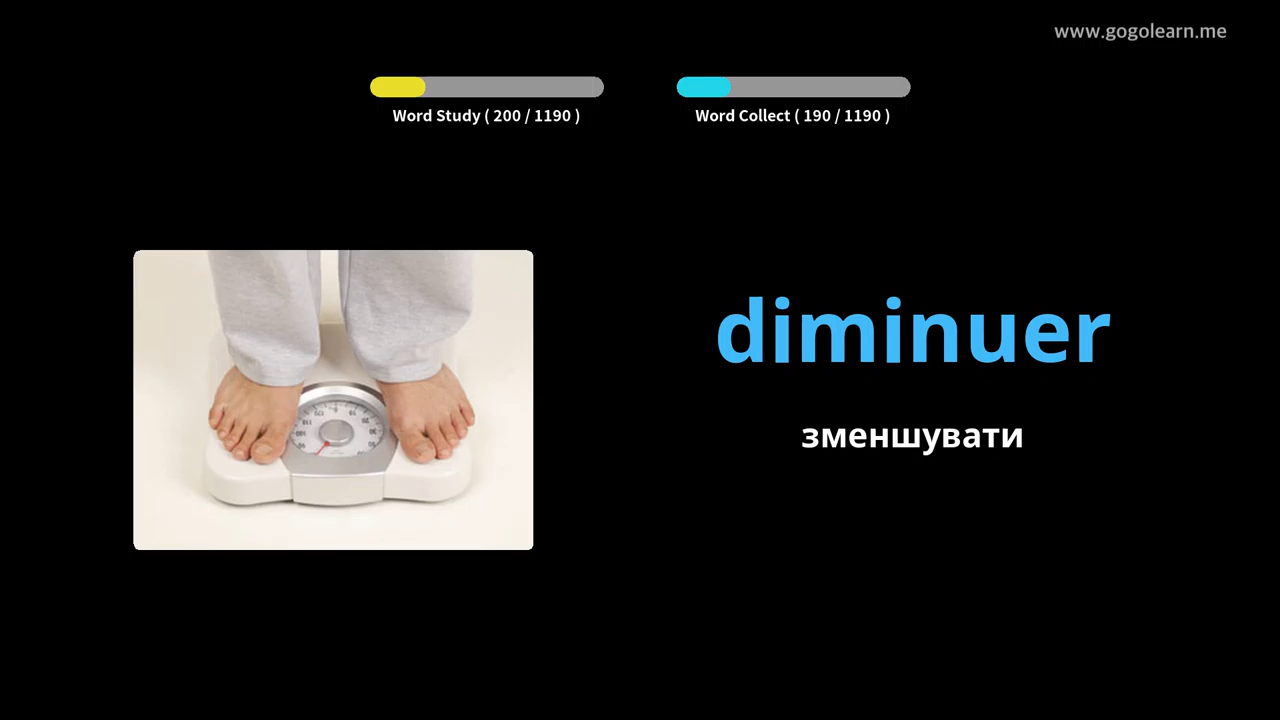 www.gogolearn.me
Word Study ( 200 / 1190 )
Word Collect ( 190 / 1190 )
diminuer
зменшувати